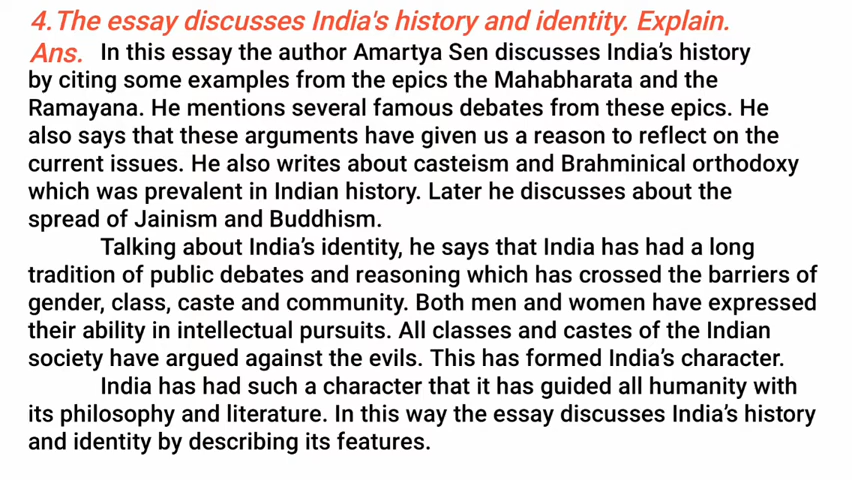 4.The essay discusses India's history and identity. Explain.
Ans. In this essay the author Amartya Sen discusses India's history
by citing some examples from the epics the Mahabharata and the
Ramayana. He mentions several famous debates from these epics. He
also says that these arguments have given us a reason to reflect on the
current issues. He also writes about casteism and Brahminical orthodoxy
which was prevalent in Indian history. Later he discusses about the
spread of Jainism and Buddhism.
Talking about India's identity, he says that India has had a long
tradition of public debates and reasoning which has crossed the barriers of
gender, class, caste and community. Both men and women have expressed
their ability in intellectual pursuits. All classes and castes of the Indian
society have argued against the evils. This has formed India's character.
India has had such a character that it has guided all humanity with
its philosophy and literature. In this way the essay discusses India's history
and identity by describing its features.